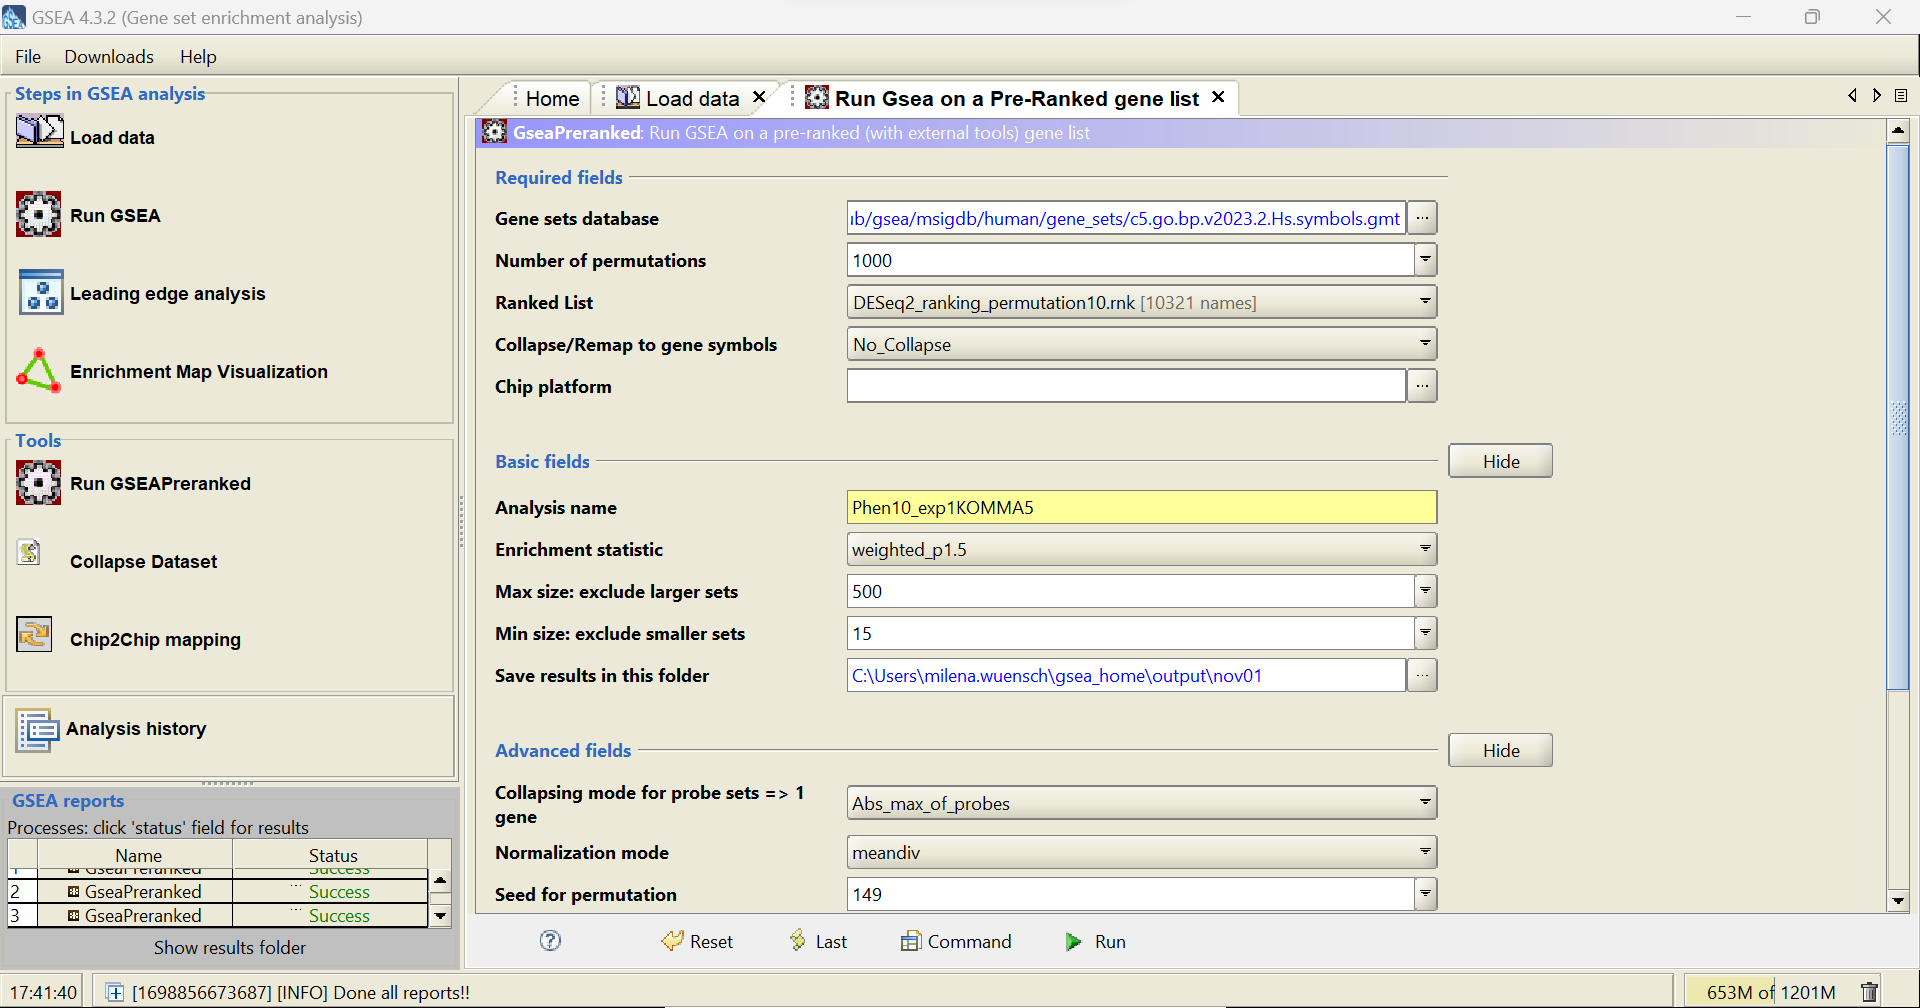 GSEA 4.3.2 (Gene set enrichment analysis)
File Downloads Help
Steps in GSEA analysis
Load data
Run GSEA
Leading edge analysis
Enrichment Map Visualization
Tools
Run GSEAPreranked
Collapse Dataset
Chip2Chip mapping
Analysis history
GSEA reports
Processes: click 'status' field for results
Name Status
1 GseaPreranked Success
2 GseaPreranked ... Success
3 GseaPreranked ... Success
Show results folder
Home Load data Run Gsea on a Pre-Ranked gene list
GseaPreranked: Run GSEA on a pre-ranked (with external tools) gene list
Required fields
Gene sets database ub/gsea/msigdb/human/gene_sets/c5.go.bp.v2023.2.Hs.symbols.gmt ...
Number of permutations 1000
Ranked List DESeq2_ranking_permutation10.rnk [10321 names]
Collapse/Remap to gene symbols No_Collapse
Chip platform ...
Basic fields Hide
Analysis name Phen10_exp1KOMMA5
Enrichment statistic weighted_p1.5
Max size: exclude larger sets 500
Min size: exclude smaller sets 15
Save results in this folder C:\Users\milena.wuensch\gsea_home\output\nov01 ...
Advanced fields Hide
Collapsing mode for probe sets => 1
gene Abs_max_of_probes
Normalization mode meandiv
Seed for permutation 149
? Reset Last Command Run
17:41:40 [1698856673687] [INFO] Done all reports!! 653M of 1201M